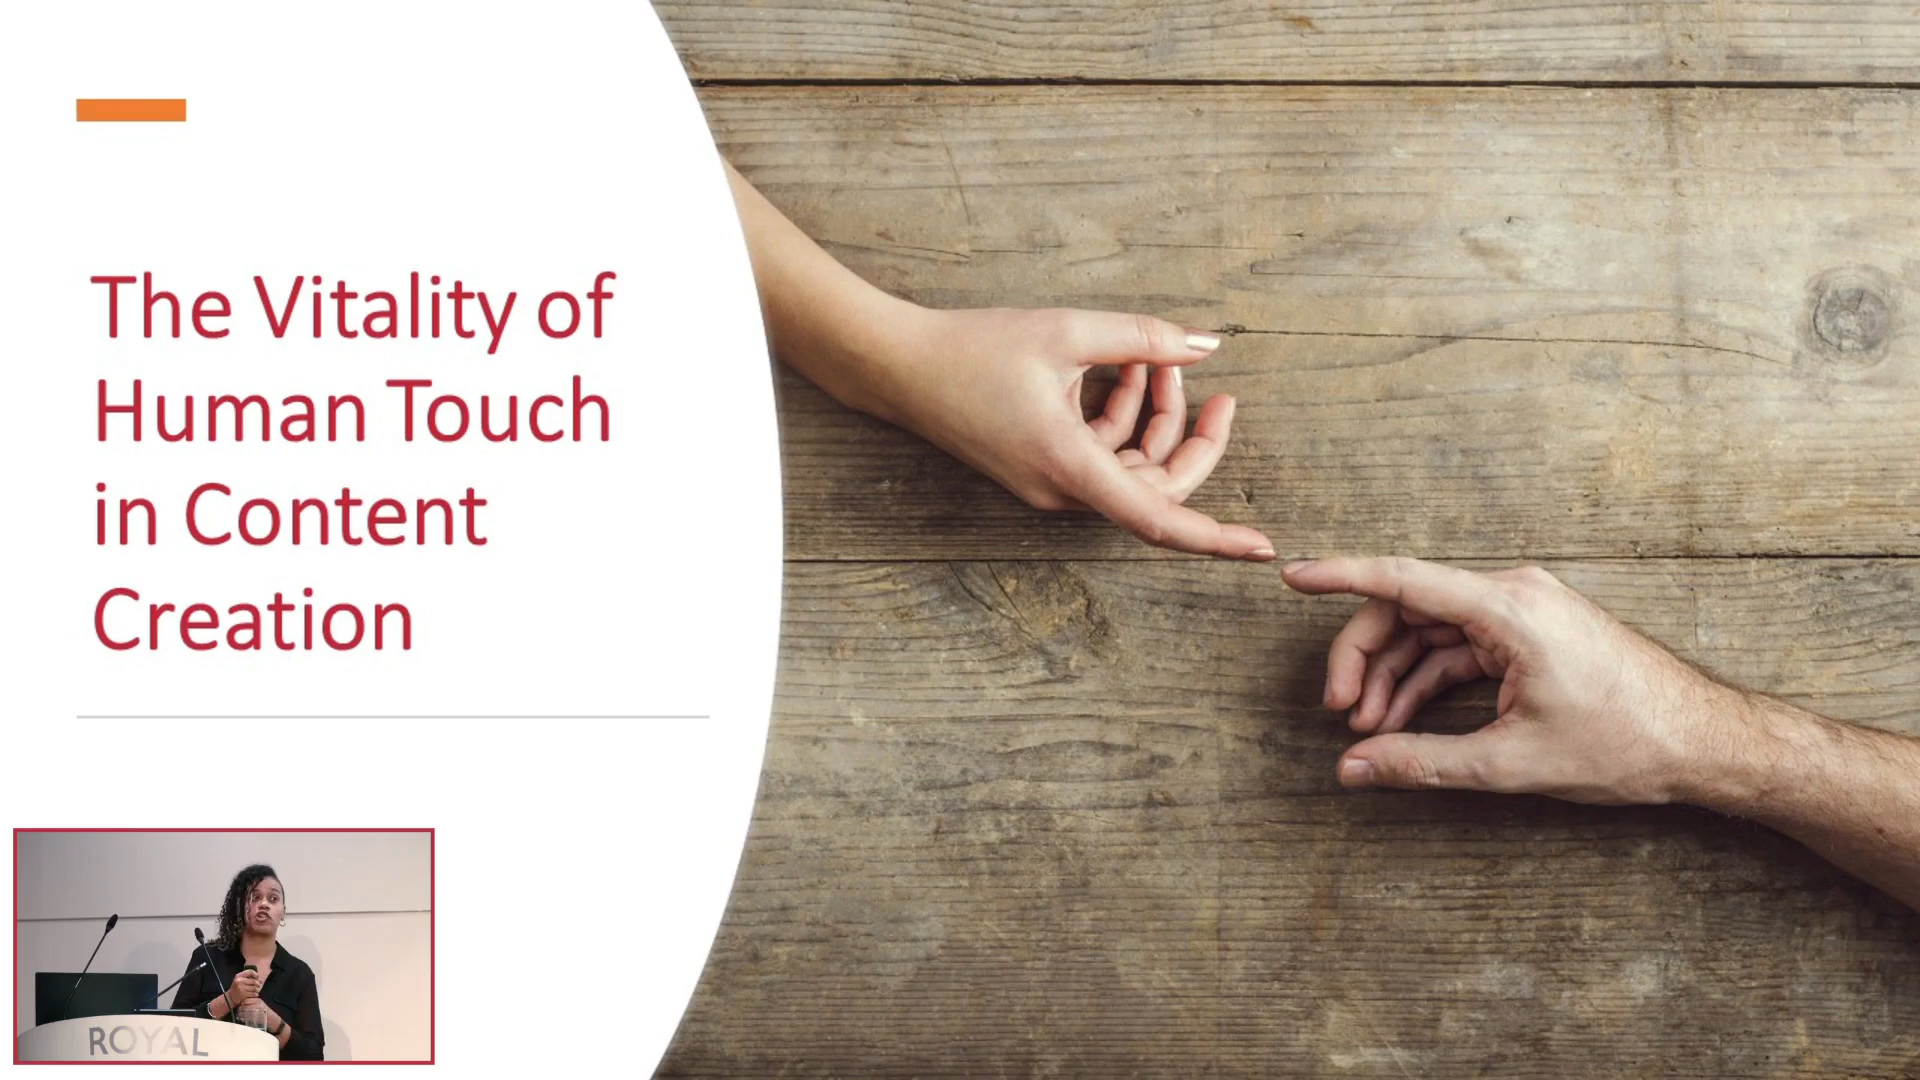 The Vitality of
Human Touch
in Content
Creation
ROYAL